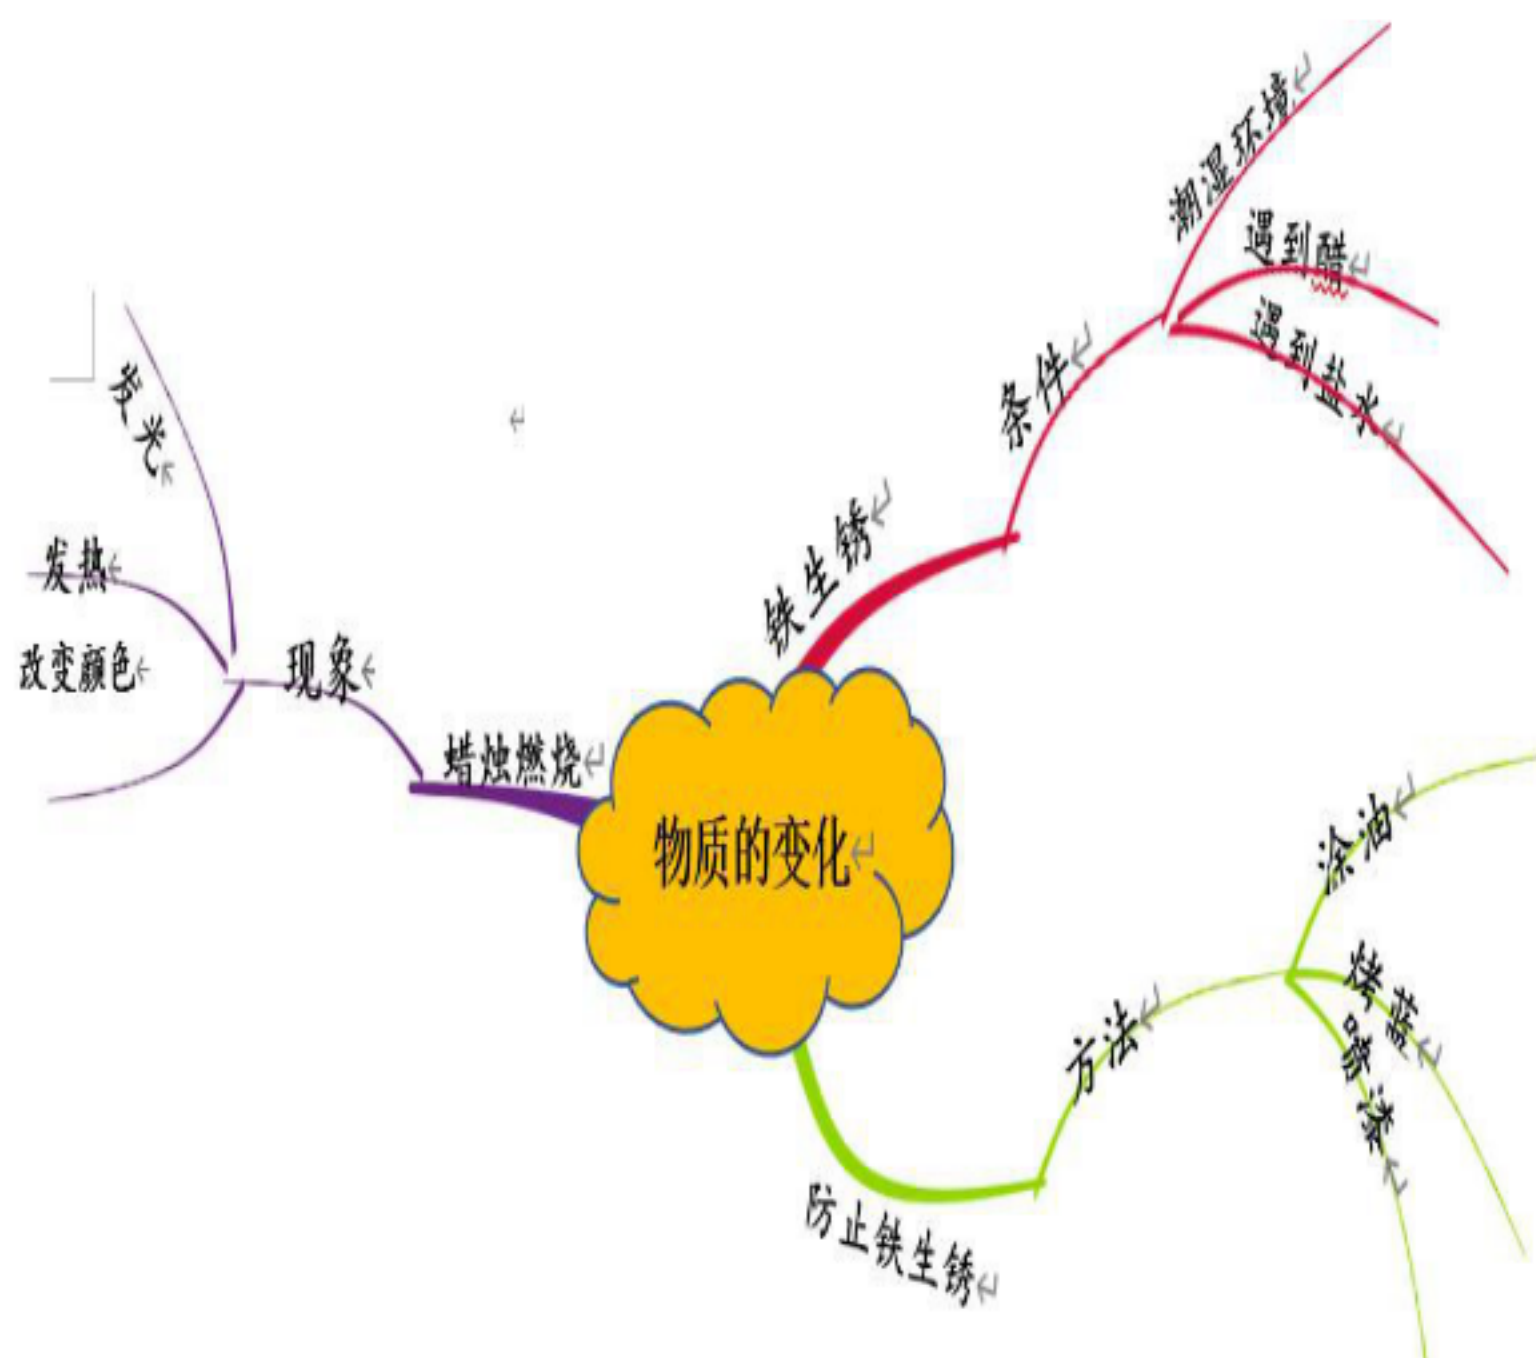 潮湿环境
遇到醋
遇到盐水
条件
铁生锈
发光
发热
改变颜色
现象
蜡烛燃烧
物质的变化
涂油
烤蓝
喷漆
方法
防止铁生锈